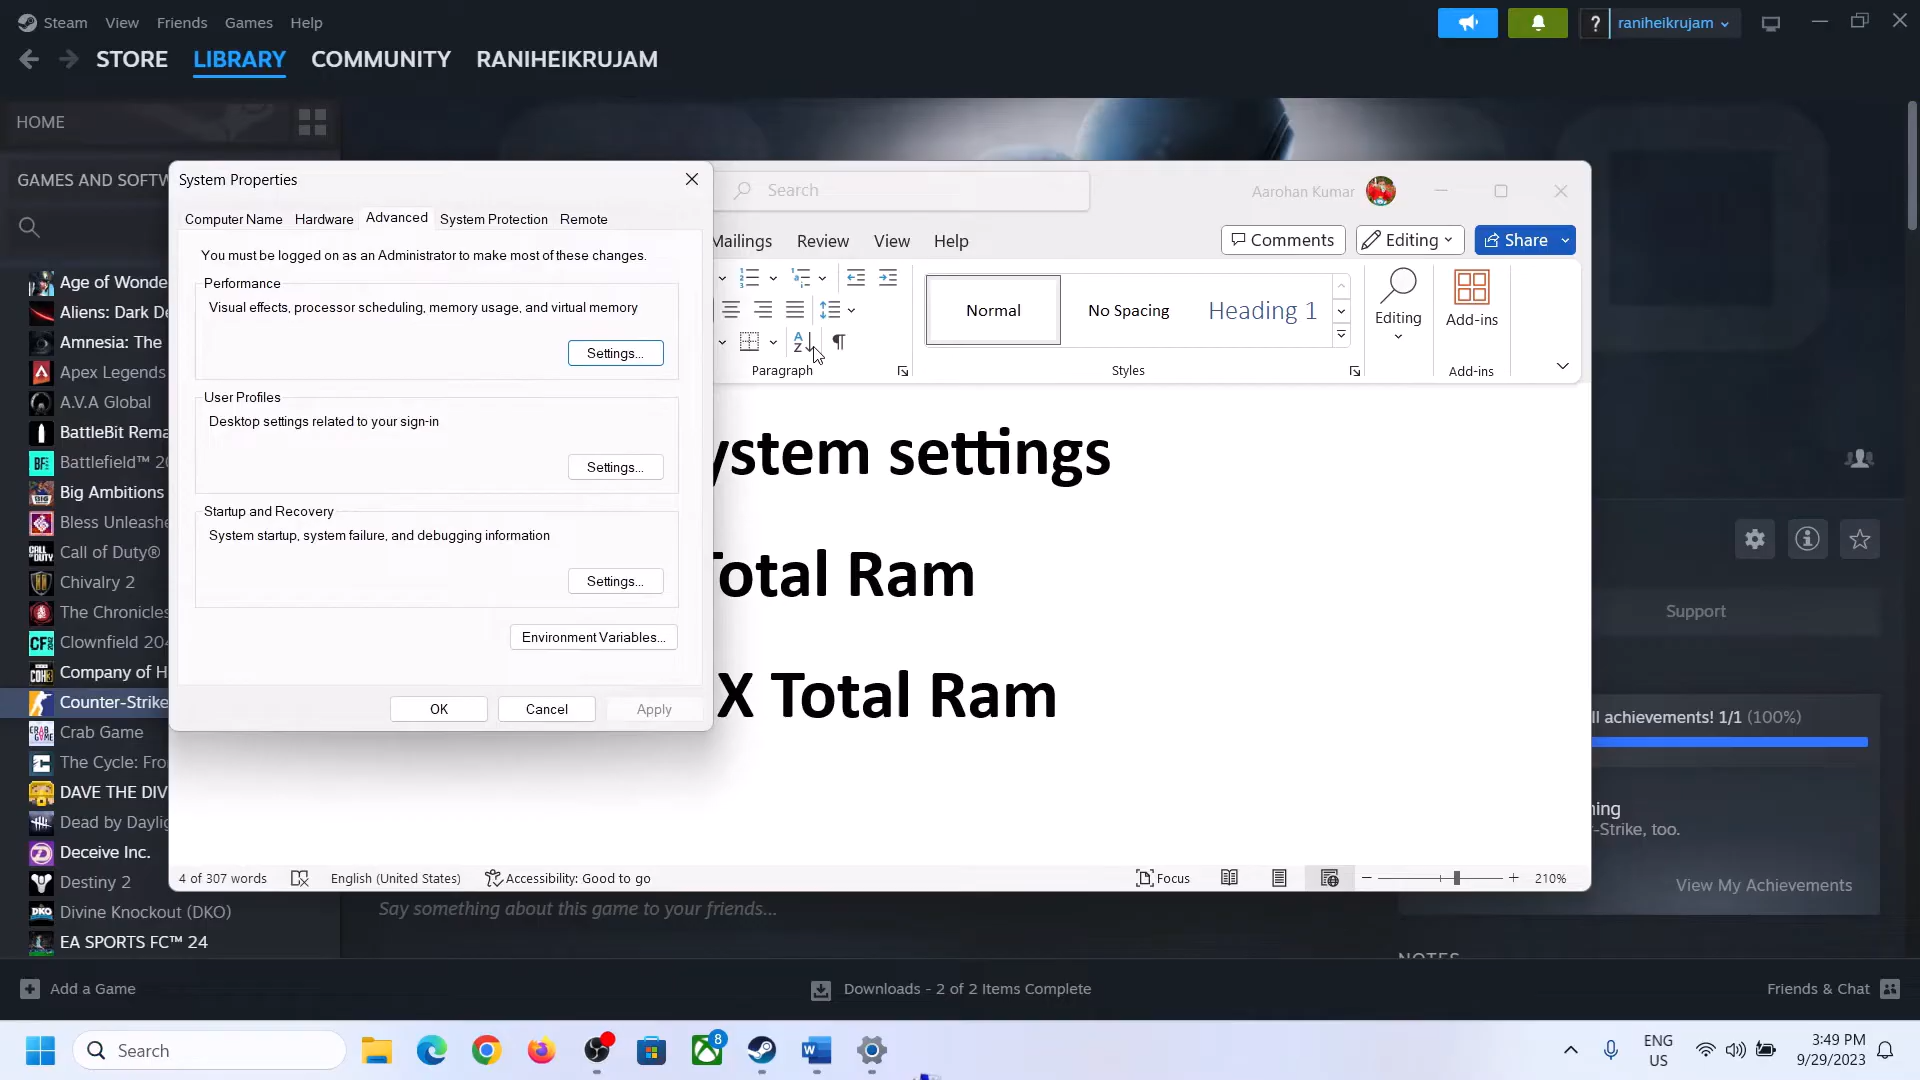 Steam View Friends Games Help
? raniheikrujam
STORE LIBRARY COMMUNITY RANIHEIKRUJAM
HOME
GAMES AND SOFTW
Age of Wonde
Aliens: Dark De
Amnesia: The
Apex Legends
A.V.A Global
BattleBit Rema
Battlefield™ 20
Big Ambitions
Bless Unleashe
Call of Duty®
Chivalry 2
The Chronicles
Clownfield 204
Company of H
Counter-Strike
Crab Game
The Cycle: Fro
DAVE THE DIV
Dead by Daylig
Deceive Inc.
Destiny 2
Divine Knockout (DKO)
EA SPORTS FC™ 24
System Properties
Computer Name Hardware Advanced System Protection Remote
You must be logged on as an Administrator to make most of these changes.
Performance
Visual effects, processor scheduling, memory usage, and virtual memory
Settings...
User Profiles
Desktop settings related to your sign-in
Settings...
Startup and Recovery
System startup, system failure, and debugging information
Settings...
Environment Variables...
OK Cancel Apply
Search
Aarohan Kumar
Mailings Review View Help
Comments Editing Share
Normal No Spacing Heading 1
Editing
Add-ins
Paragraph Styles Add-ins
ystem settings
Total Ram
X Total Ram
4 of 307 words English (United States) Accessibility: Good to go Focus 210%
Support
ll achievements! 1/1 (100%)
ning
-Strike, too.
View My Achievements
Say something about this game to your friends...
NOTES
Add a Game Downloads - 2 of 2 Items Complete Friends & Chat
Search
8
ENG
US
3:49 PM
9/29/2023